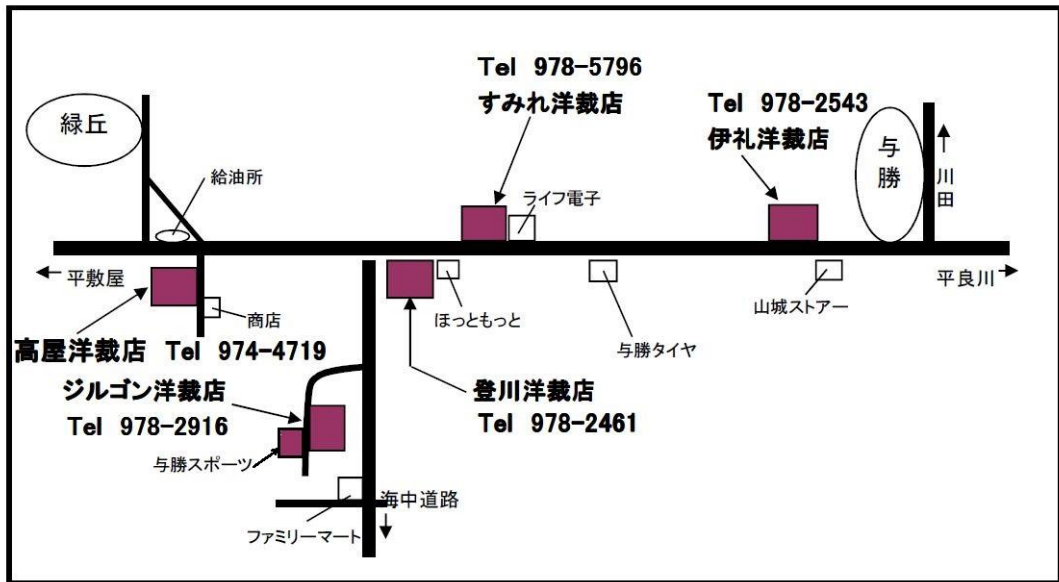 Tel 978-5796
すみれ洋裁店
Tel 978-2543
伊礼洋裁店
緑丘
与勝
川田
給油所
ライフ電子
平敷屋
平良川
商店
ほっともっと
与勝タイヤ
山城ストアー
高屋洋裁店 Tel 974-4719
ジルゴン洋裁店
Tel 978-2916
登川洋裁店
Tel 978-2461
与勝スポーツ
海中道路
ファミリーマート